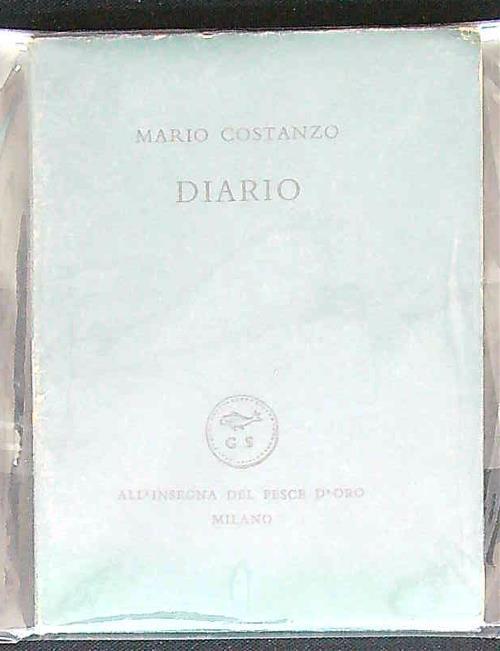 MARIO COSTANZO
DIARIO
G S
ALL'INSEGNA DEL PESCE D'ORO
MILANO